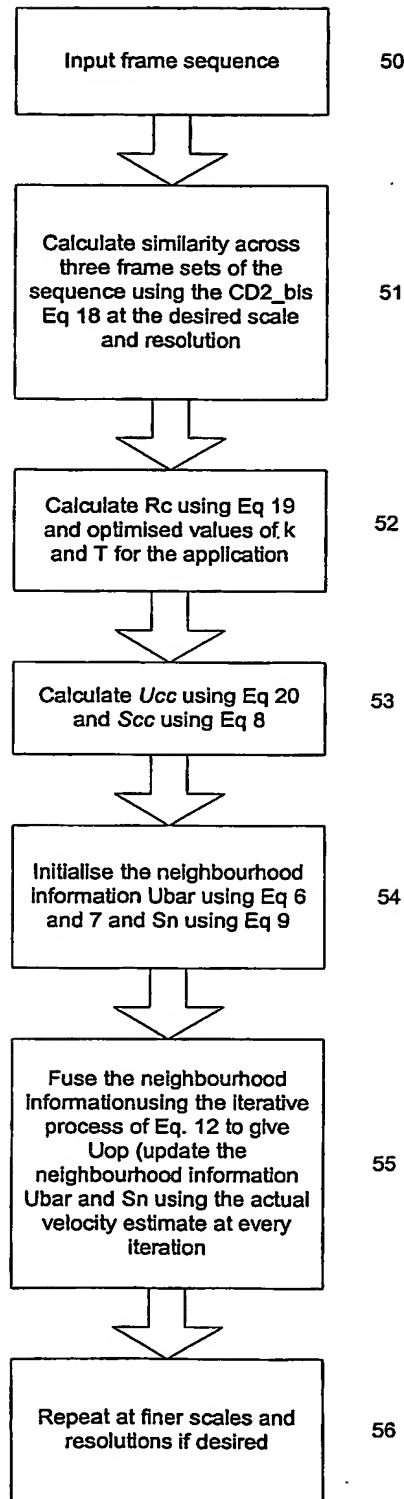 Input frame sequence
50
Calculate similarity across
three frame sets of the
sequence using the CD2_bis
Eq 18 at the desired scale
and resolution
51
Calculate Rc using Eq 19
and optimised values of k
and T for the application
52
Calculate Ucc using Eq 20
and Scc using Eq 8
53
Initialise the neighbourhood
information Ubar using Eq 6
and 7 and Sn using Eq 9
54
Fuse the neighbourhood
informationusing the iterative
process of Eq. 12 to give
Uop (update the
neighbourhood information
Ubar and Sn using the actual
velocity estimate at every
iteration
55
Repeat at finer scales and
resolutions if desired
56